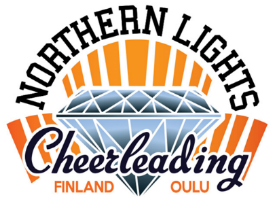 NORTHERN LIGHTS
Cheerleading
FINLAND OULU